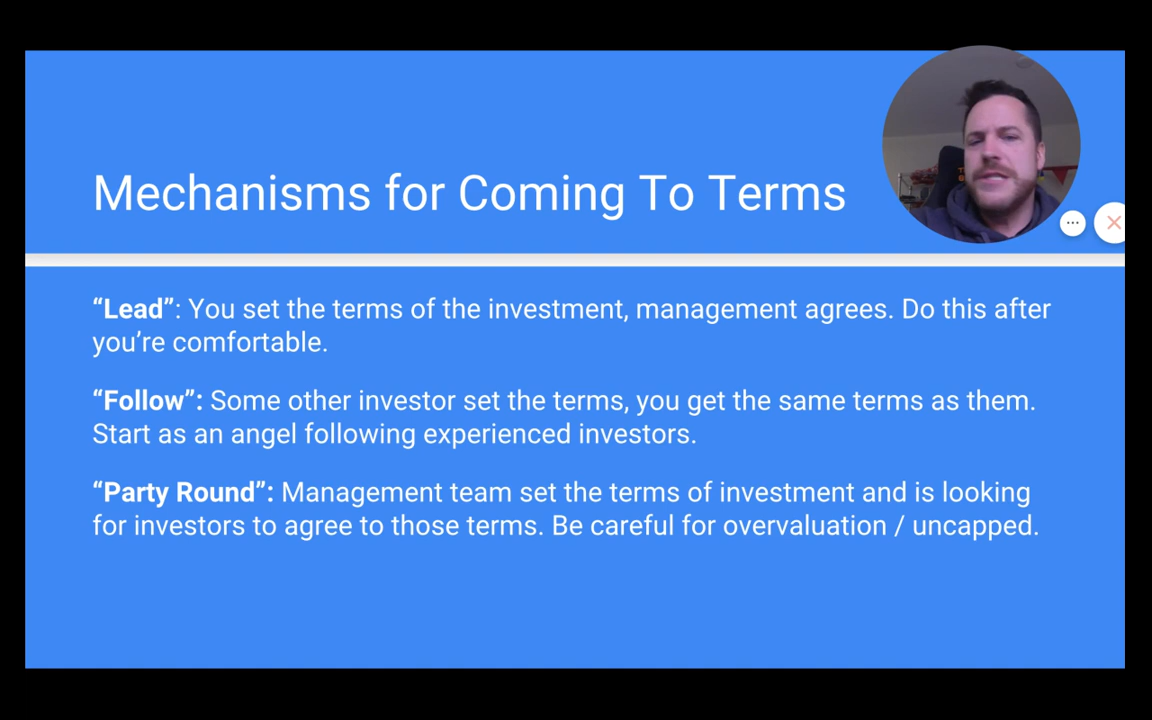 Mechanisms for Coming To Terms
“Lead”: You set the terms of the investment, management agrees. Do this after
you’re comfortable.
“Follow”: Some other investor set the terms, you get the same terms as them.
Start as an angel following experienced investors.
“Party Round”: Management team set the terms of investment and is looking
for investors to agree to those terms. Be careful for overvaluation / uncapped.